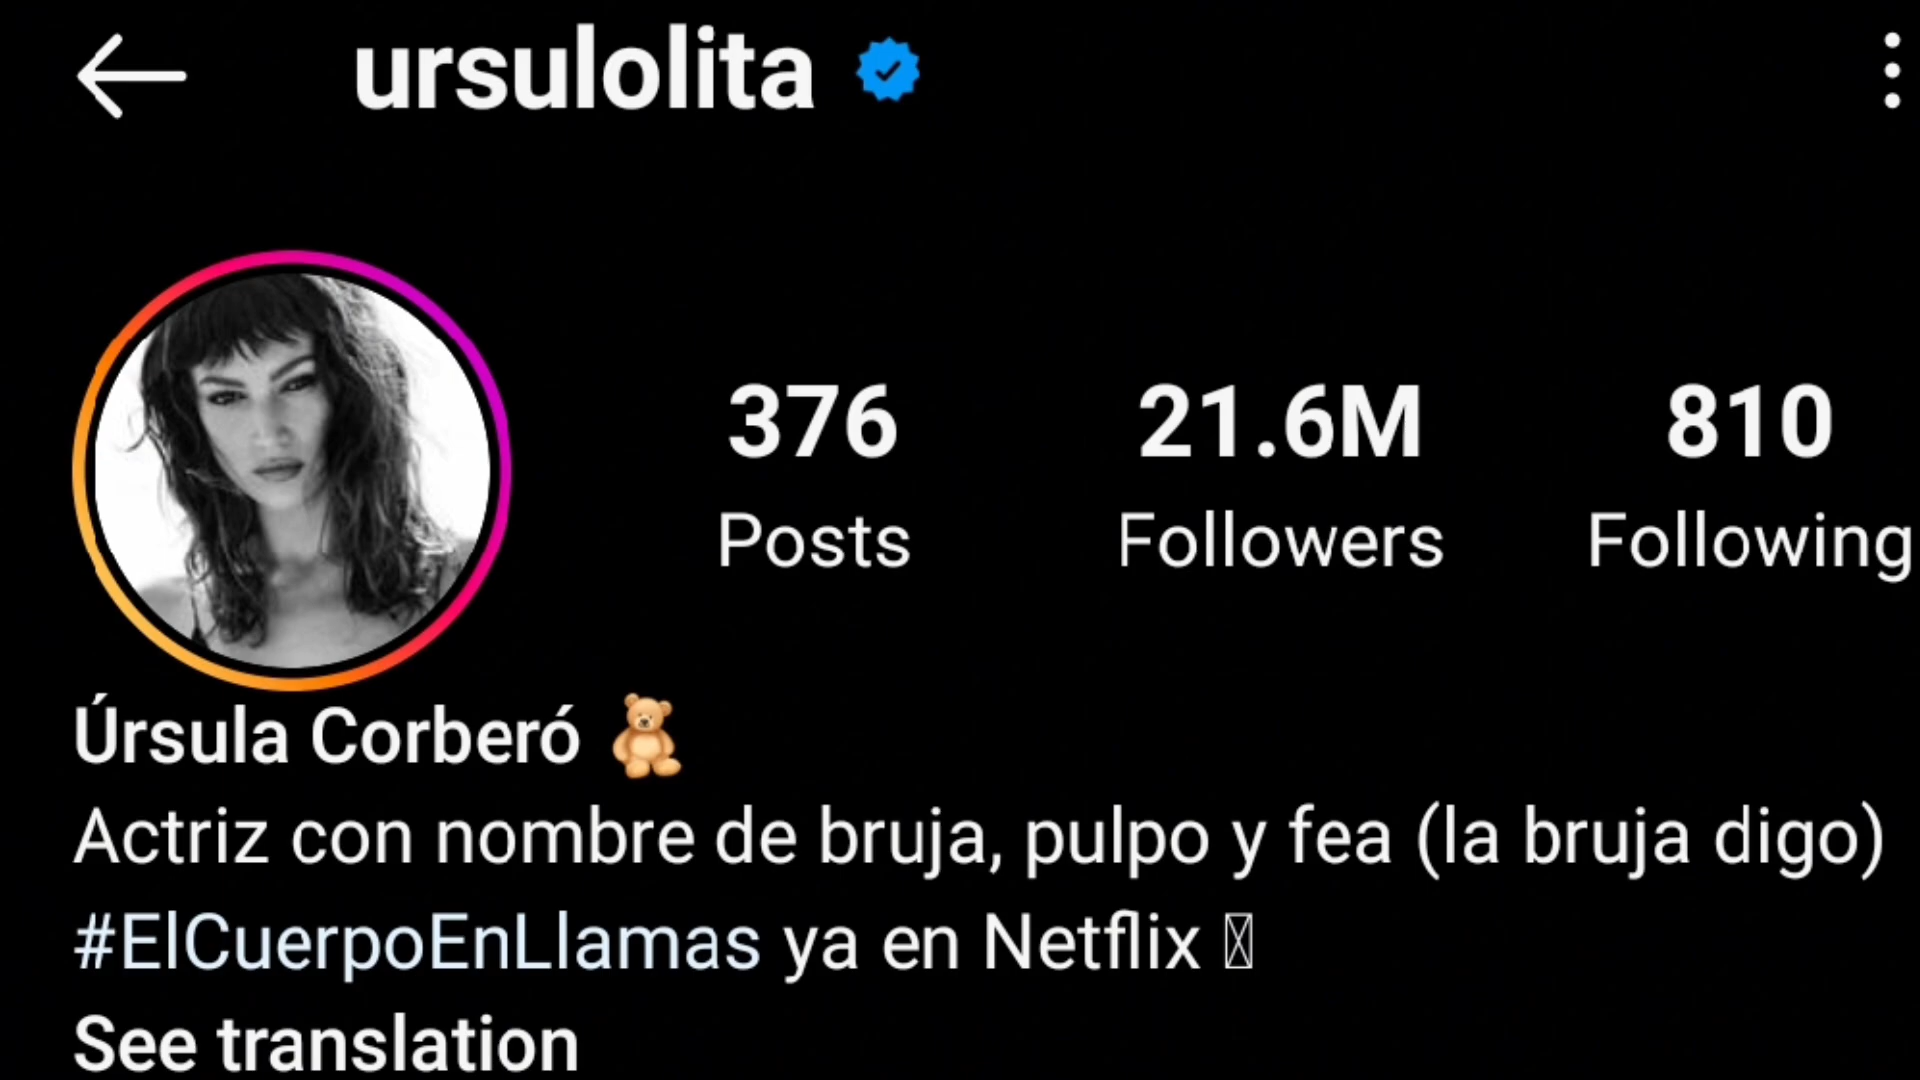 ursulolita
376 21.6M 810
Posts Followers Following
Úrsula Corberó 🧸
Actriz con nombre de bruja, pulpo y fea (la bruja digo)
#ElCuerpoEnLlamas ya en Netflix
See translation